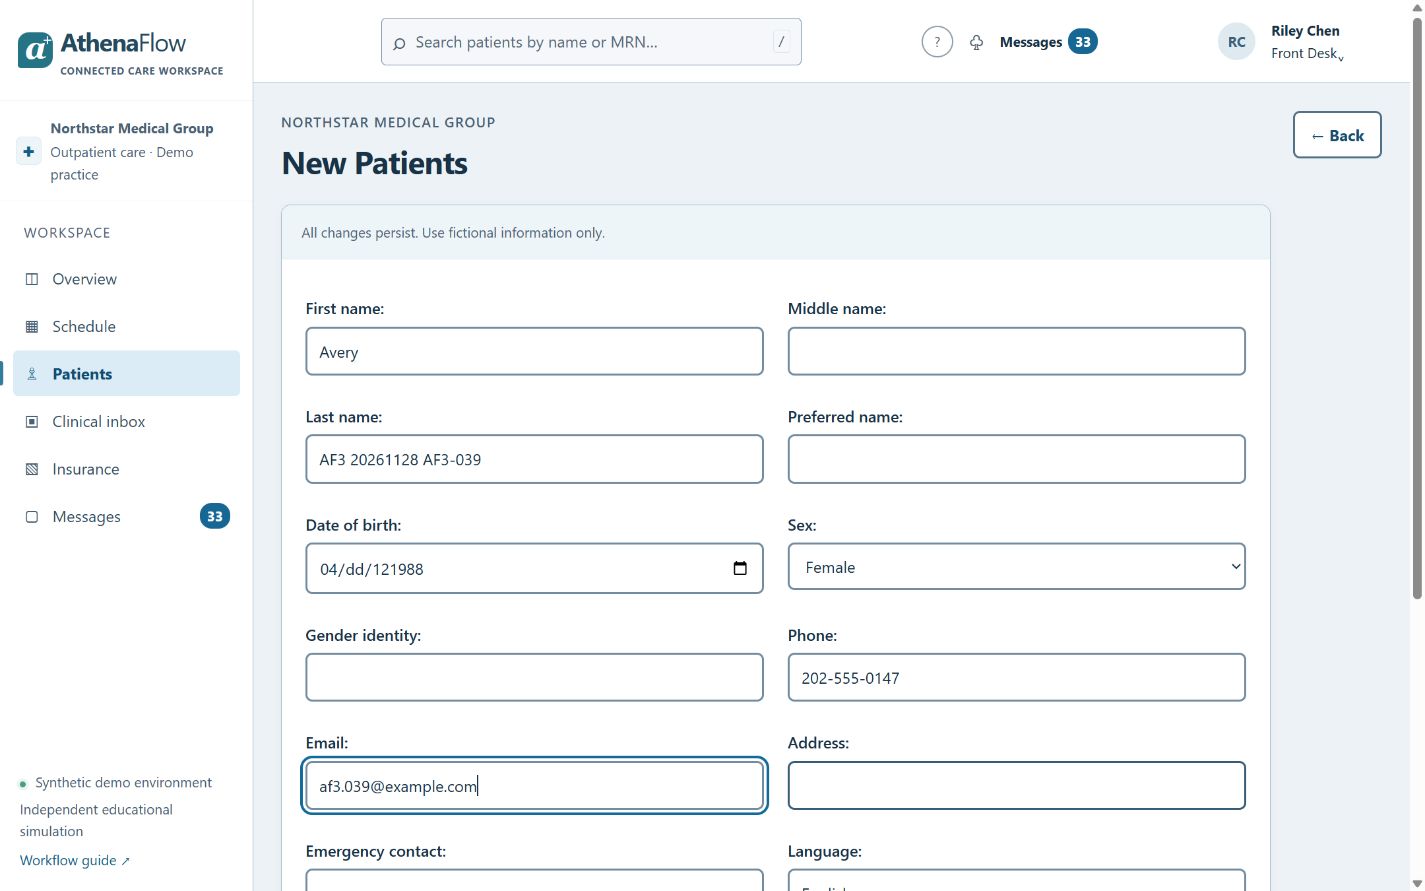 AthenaFlow
CONNECTED CARE WORKSPACE
Search patients by name or MRN...
/
?
Messages 33
RC
Riley Chen
Front Desk
Northstar Medical Group
Outpatient care · Demo
practice
WORKSPACE
Overview
Schedule
Patients
Clinical inbox
Insurance
Messages 33
Synthetic demo environment
Independent educational
simulation
Workflow guide ↗
NORTHSTAR MEDICAL GROUP
New Patients
← Back
All changes persist. Use fictional information only.
First name:
Avery
Middle name:
Last name:
AF3 20261128 AF3-039
Preferred name:
Date of birth:
04/dd/121988
Sex:
Female
Gender identity:
Phone:
202-555-0147
Email:
af3.039@example.com
Address:
Emergency contact:
Language: